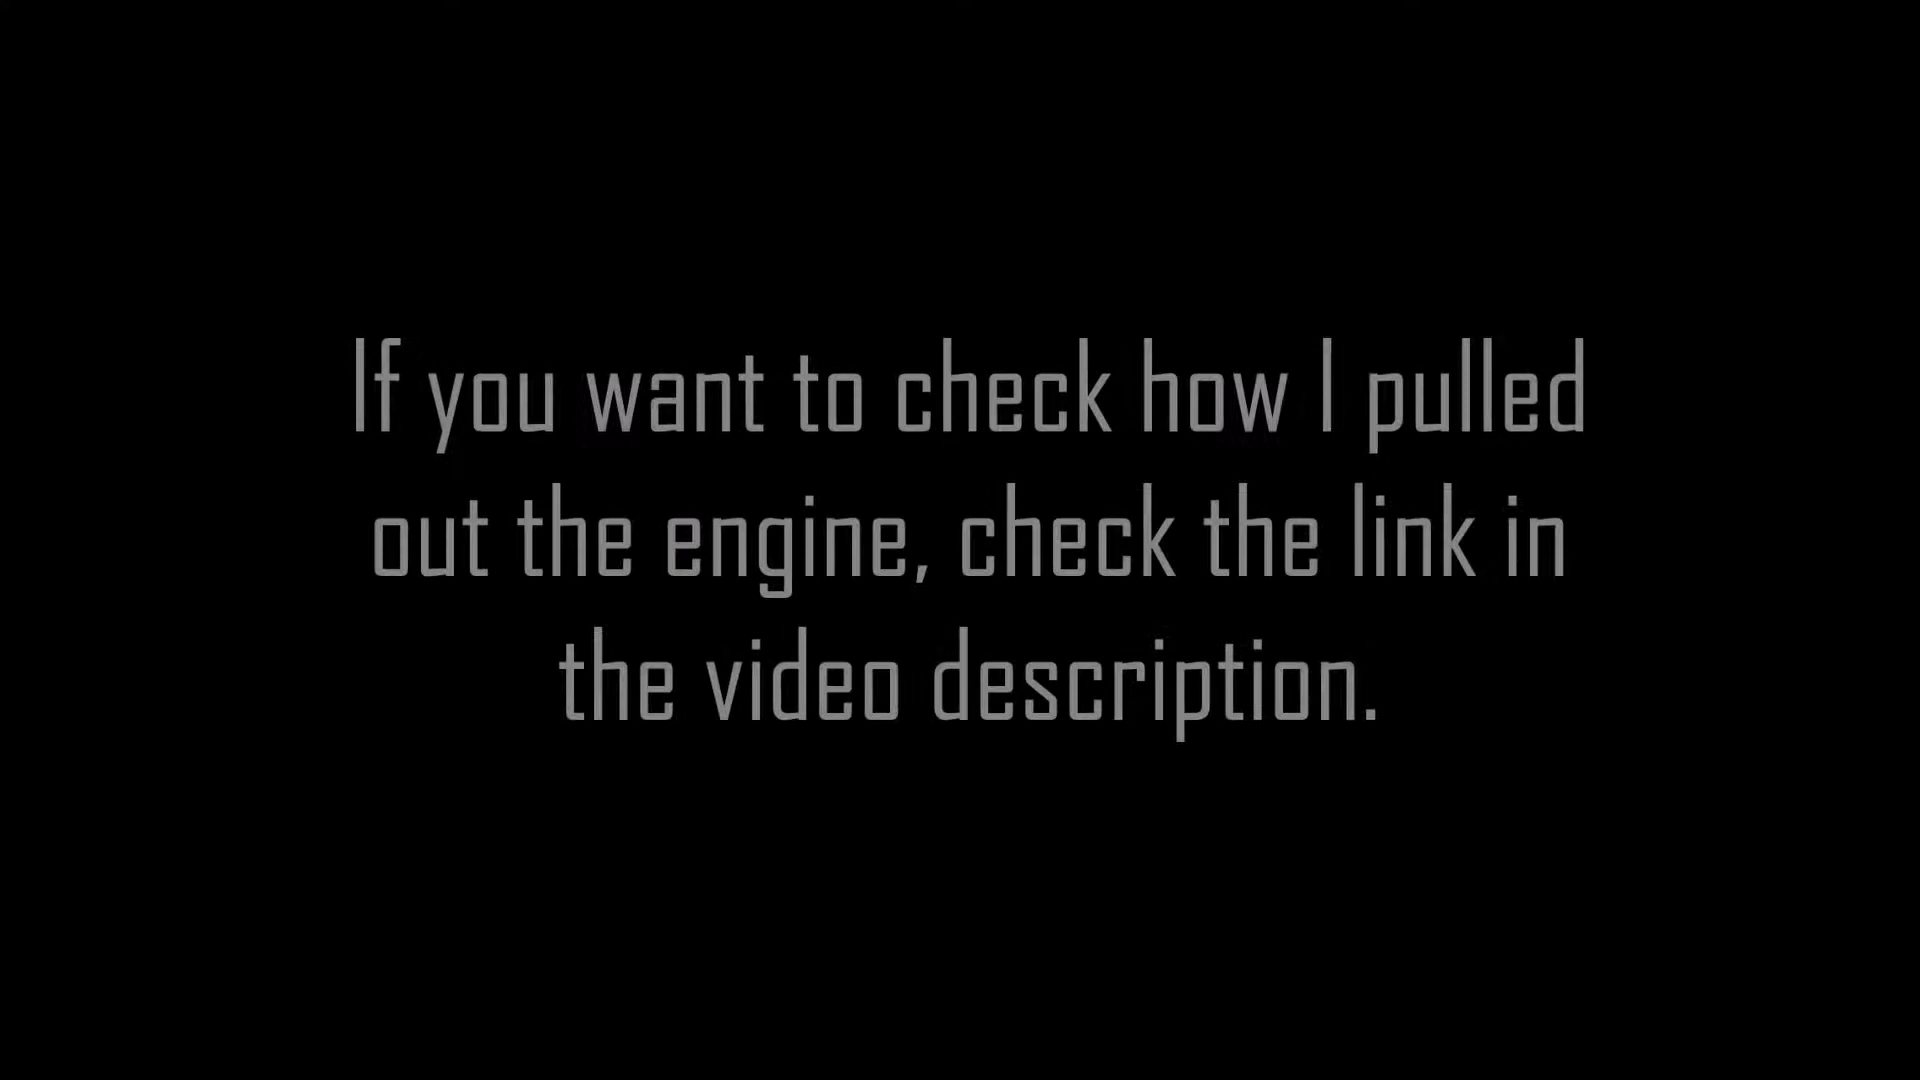 If you want to check how I pulled
out the engine, check the link in
the video description.